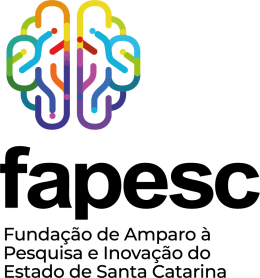 fapesc
Fundação de Amparo à
Pesquisa e Inovação do
Estado de Santa Catarina